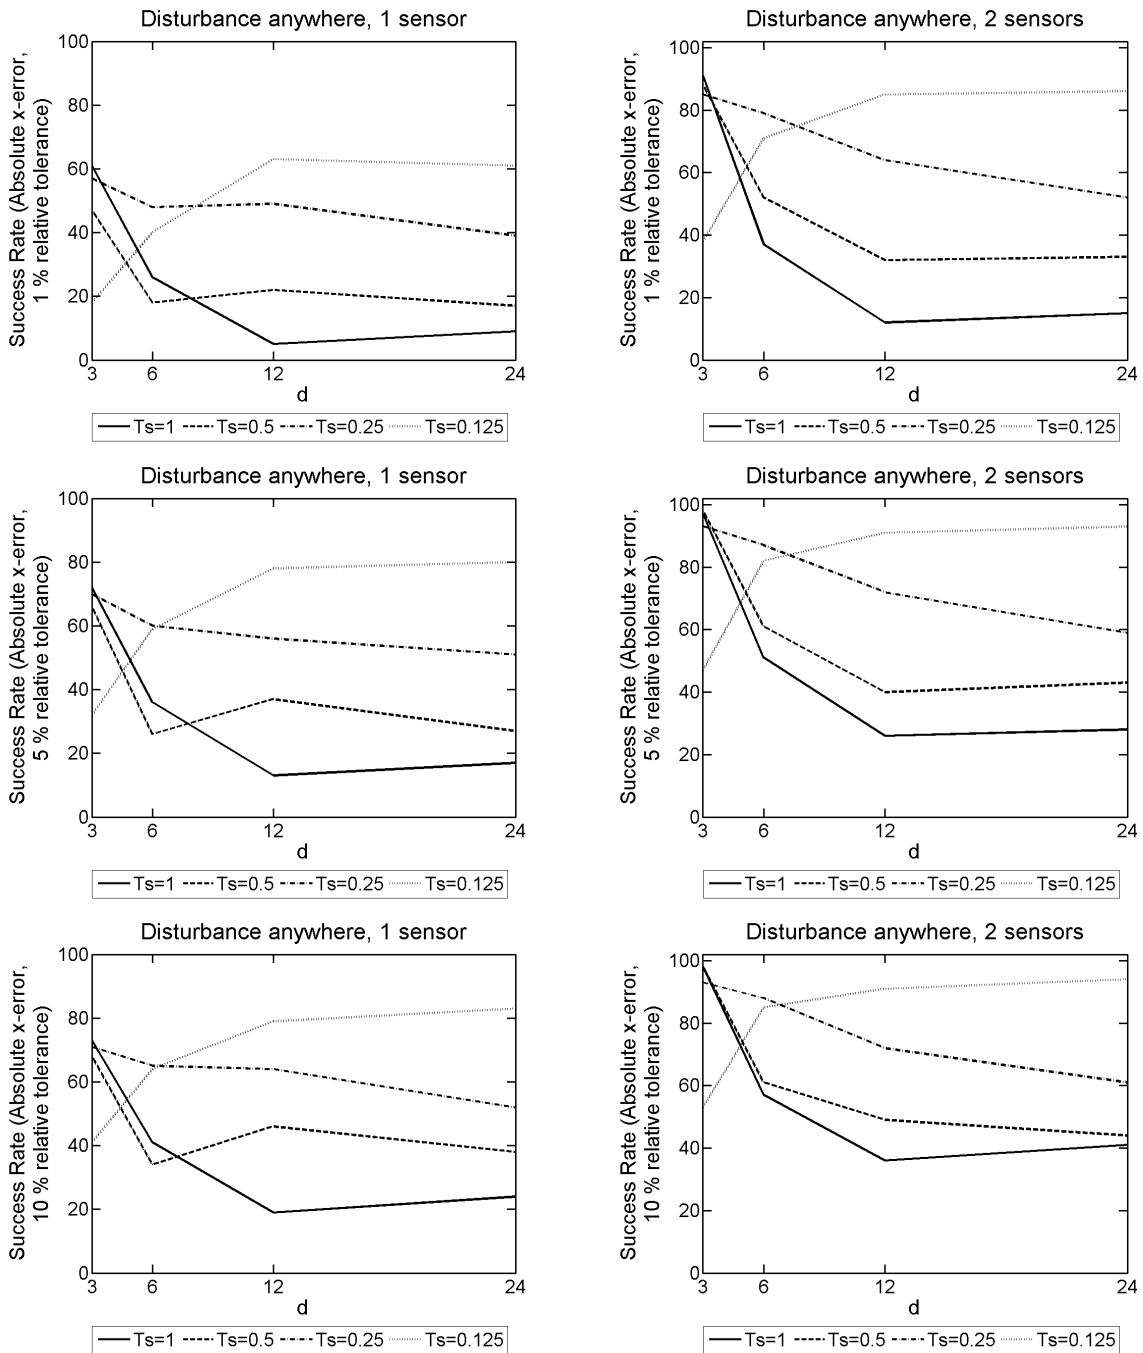 Disturbance anywhere, 1 sensor
Success Rate (Absolute x-error,
1 % relative tolerance)
100
80
60
40
20
0
3 6 12 24
d
Ts=1 Ts=0.5 Ts=0.25 Ts=0.125
Disturbance anywhere, 2 sensors
Success Rate (Absolute x-error,
1 % relative tolerance)
100
80
60
40
20
0
3 6 12 24
d
Ts=1 Ts=0.5 Ts=0.25 Ts=0.125
Disturbance anywhere, 1 sensor
Success Rate (Absolute x-error,
5 % relative tolerance)
100
80
60
40
20
0
3 6 12 24
d
Ts=1 Ts=0.5 Ts=0.25 Ts=0.125
Disturbance anywhere, 2 sensors
Success Rate (Absolute x-error,
5 % relative tolerance)
100
80
60
40
20
0
3 6 12 24
d
Ts=1 Ts=0.5 Ts=0.25 Ts=0.125
Disturbance anywhere, 1 sensor
Success Rate (Absolute x-error,
10 % relative tolerance)
100
80
60
40
20
0
3 6 12 24
d
Ts=1 Ts=0.5 Ts=0.25 Ts=0.125
Disturbance anywhere, 2 sensors
Success Rate (Absolute x-error,
10 % relative tolerance)
100
80
60
40
20
0
3 6 12 24
d
Ts=1 Ts=0.5 Ts=0.25 Ts=0.125